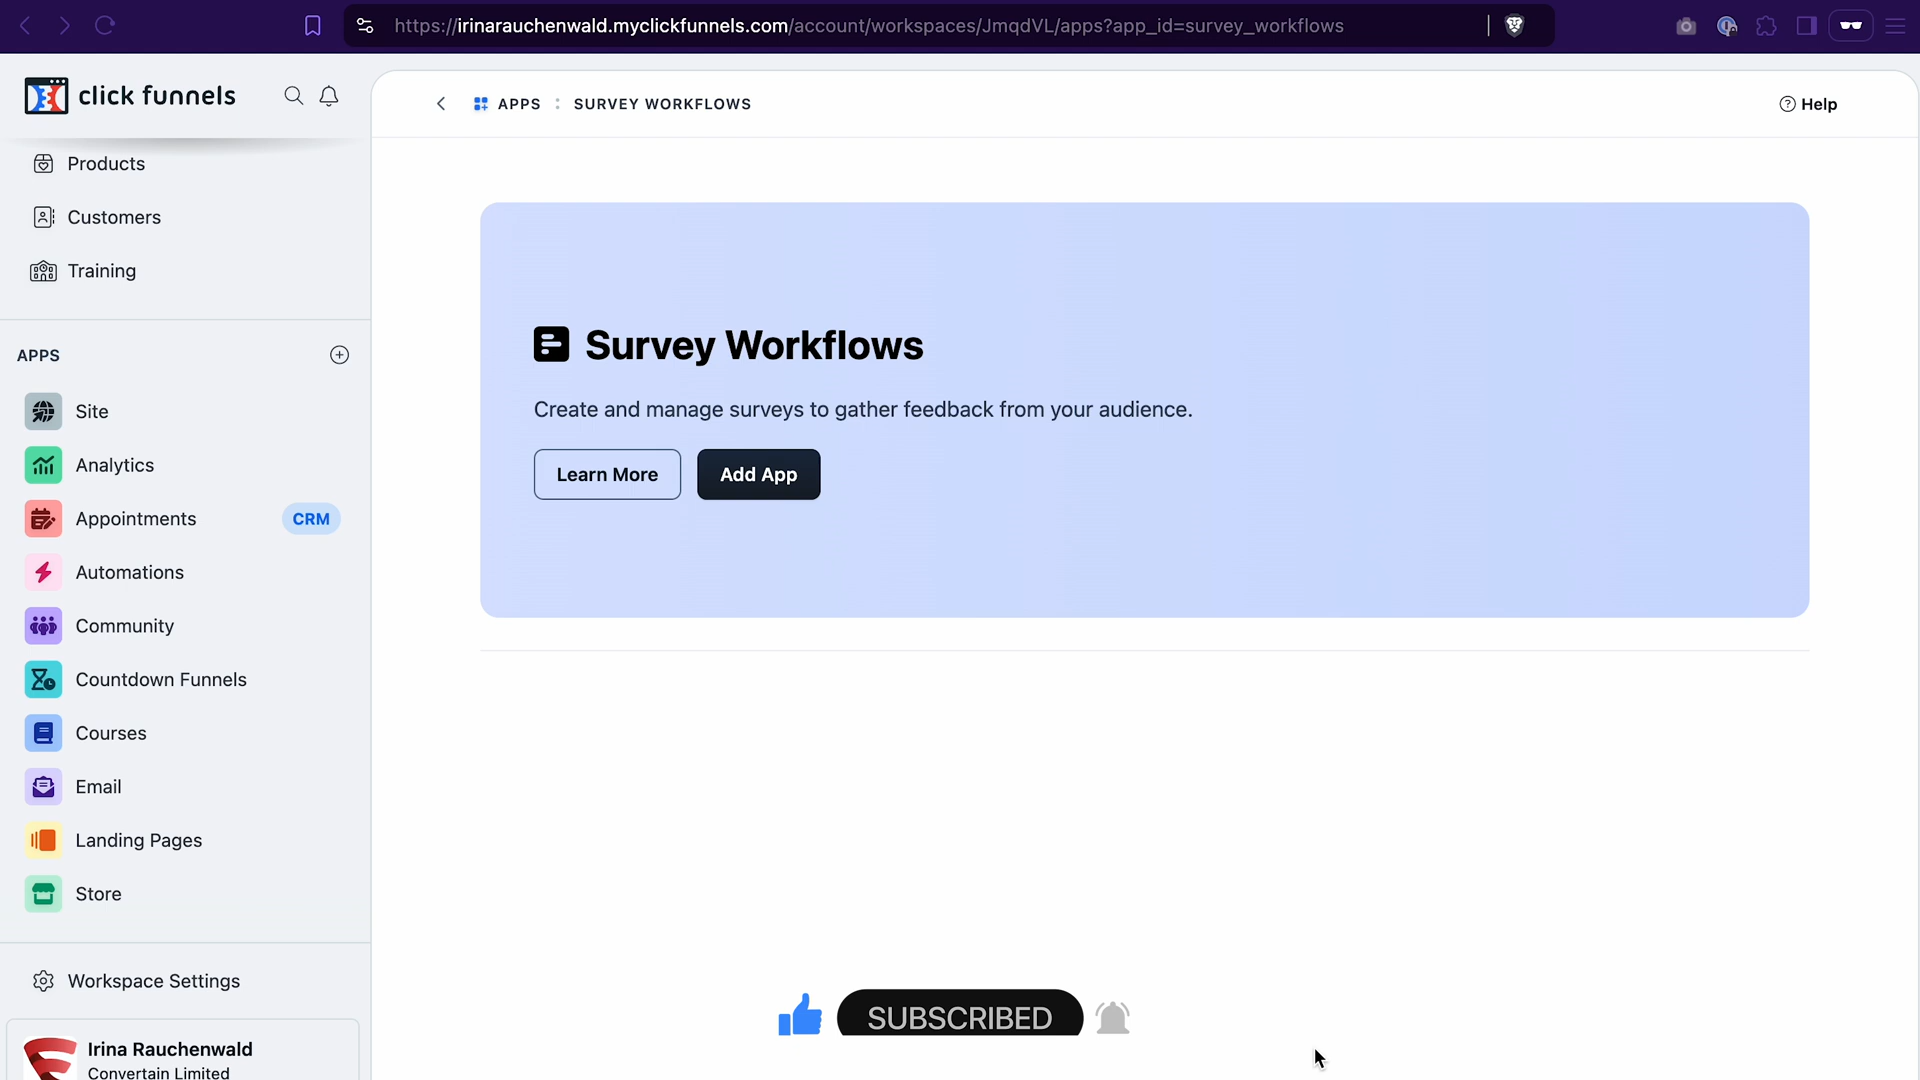 https://irinarauchenwald.myclickfunnels.com/account/workspaces/JmqdVL/apps?app_id=survey_workflows
click funnels
APPS : SURVEY WORKFLOWS
Help
Products
Customers
Training
APPS
Site
Analytics
Appointments CRM
Automations
Community
Countdown Funnels
Courses
Email
Landing Pages
Store
Workspace Settings
Irina Rauchenwald
Convertain Limited
Survey Workflows
Create and manage surveys to gather feedback from your audience.
Learn More
Add App
SUBSCRIBED